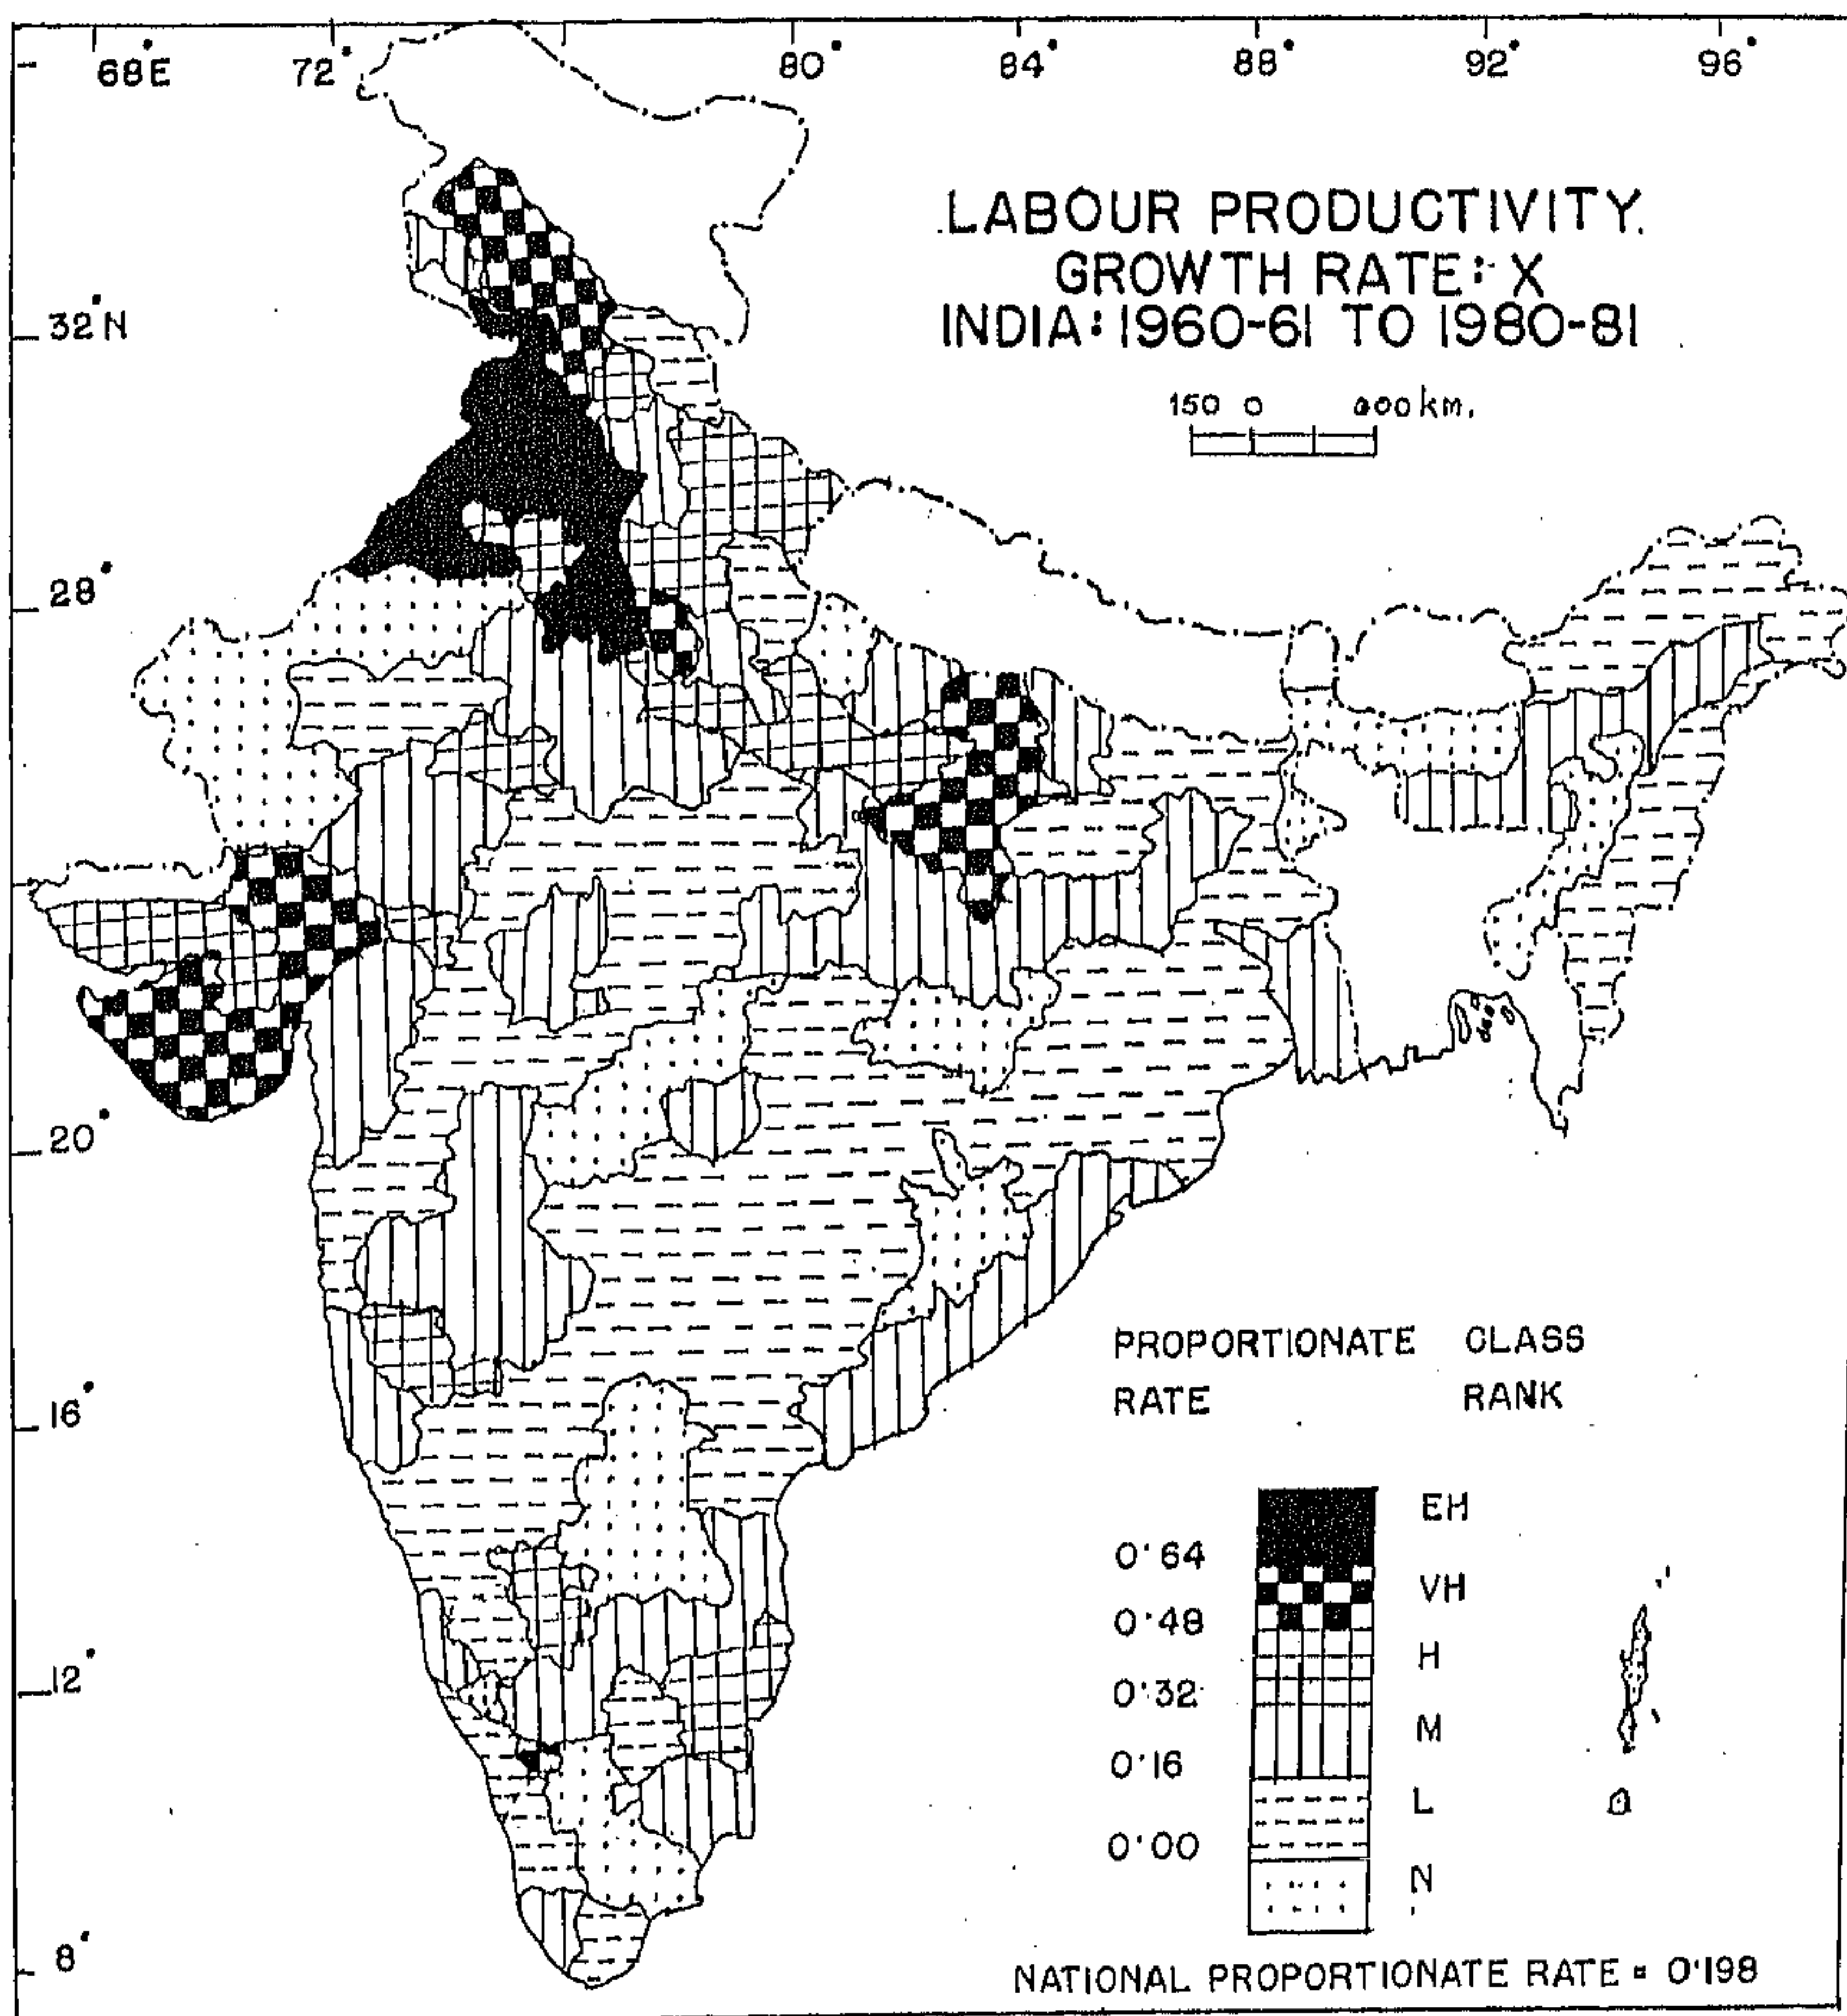 68°E 72° 80° 84° 88° 92° 96°
LABOUR PRODUCTIVITY.
GROWTH RATE: X
INDIA: 1960-61 TO 1980-81
32°N
150 0 km.
28°
20°
PROPORTIONATE CLASS
RATE RANK
16°
EH
0·64
VH
0·48
H
12°
0·32
M
0·16
L
0·00
N
8°
NATIONAL PROPORTIONATE RATE = 0·198